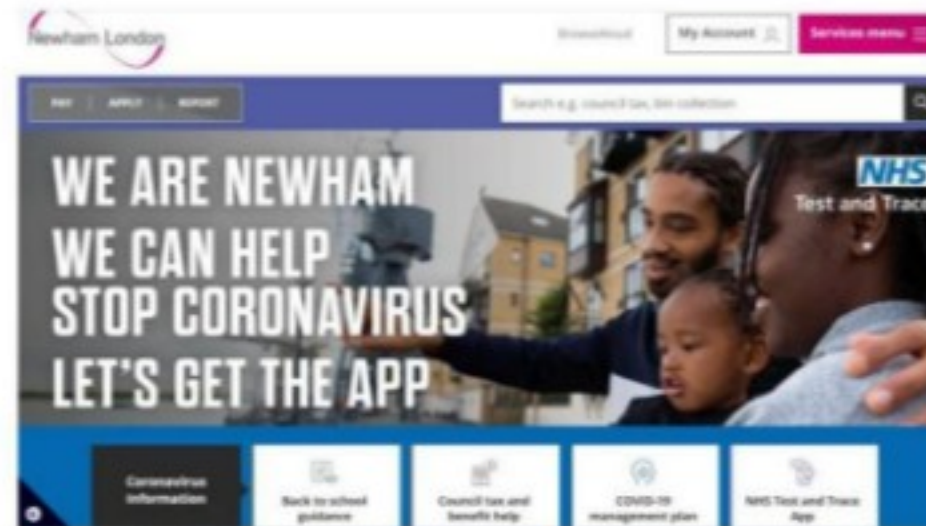 Newham London
BrowseAloud
My Account
Services menu
PAY
APPLY
REPORT
Search e.g. council tax, bin collection
WE ARE NEWHAM
WE CAN HELP
STOP CORONAVIRUS
LET'S GET THE APP
NHS
Test and Trace
Coronavirus
Information
Back to school
guidance
Council tax and
benefit help
COVID-19
management plan
NHS Test and Trace
App